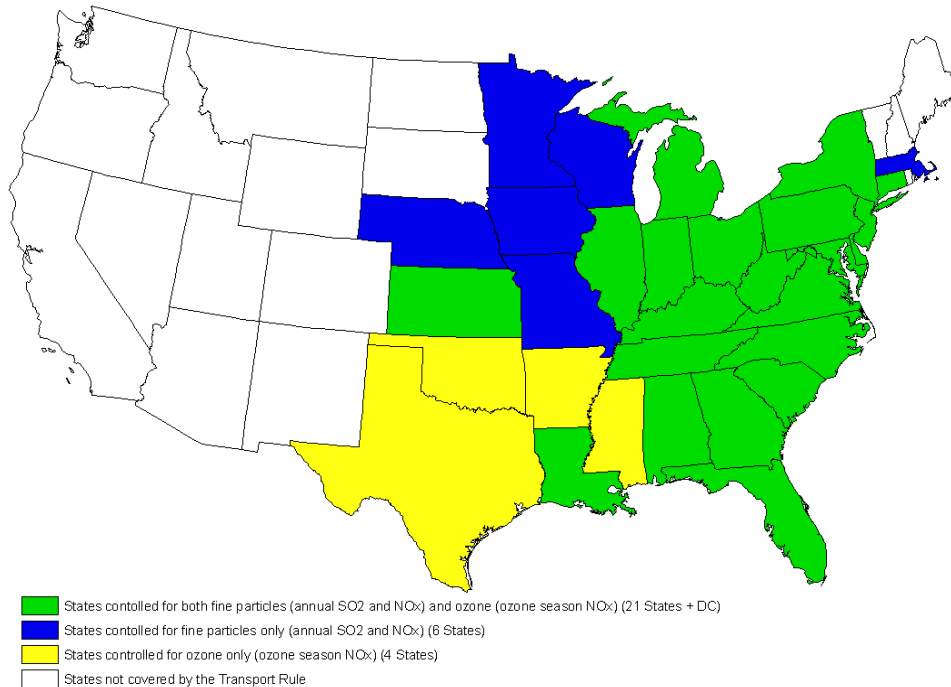 States contolled for both fine particles (annual SO2 and NOx) and ozone (ozone season NOx) (21 States + DC)
States contolled for fine particles only (annual SO2 and NOx) (6 States)
States controlled for ozone only (ozone season NOx) (4 States)
States not covered by the Transport Rule